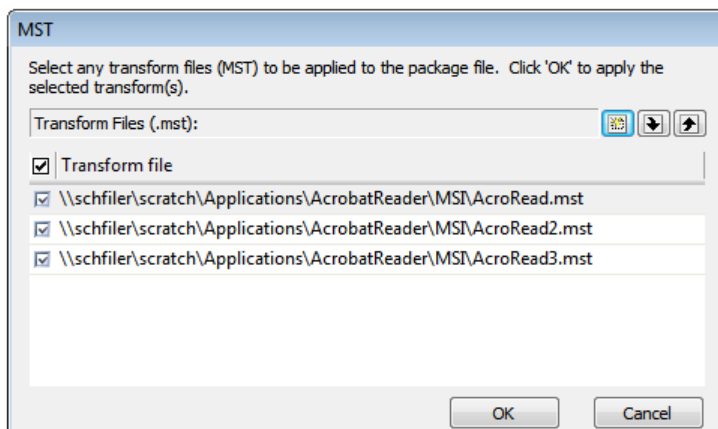 MST
Select any transform files (MST) to be applied to the package file. Click 'OK' to apply the
selected transform(s).
Transform Files (.mst):
Transform file
\\schfiler\scratch\Applications\AcrobatReader\MSI\AcroRead.mst
\\schfiler\scratch\Applications\AcrobatReader\MSI\AcroRead2.mst
\\schfiler\scratch\Applications\AcrobatReader\MSI\AcroRead3.mst
OK Cancel